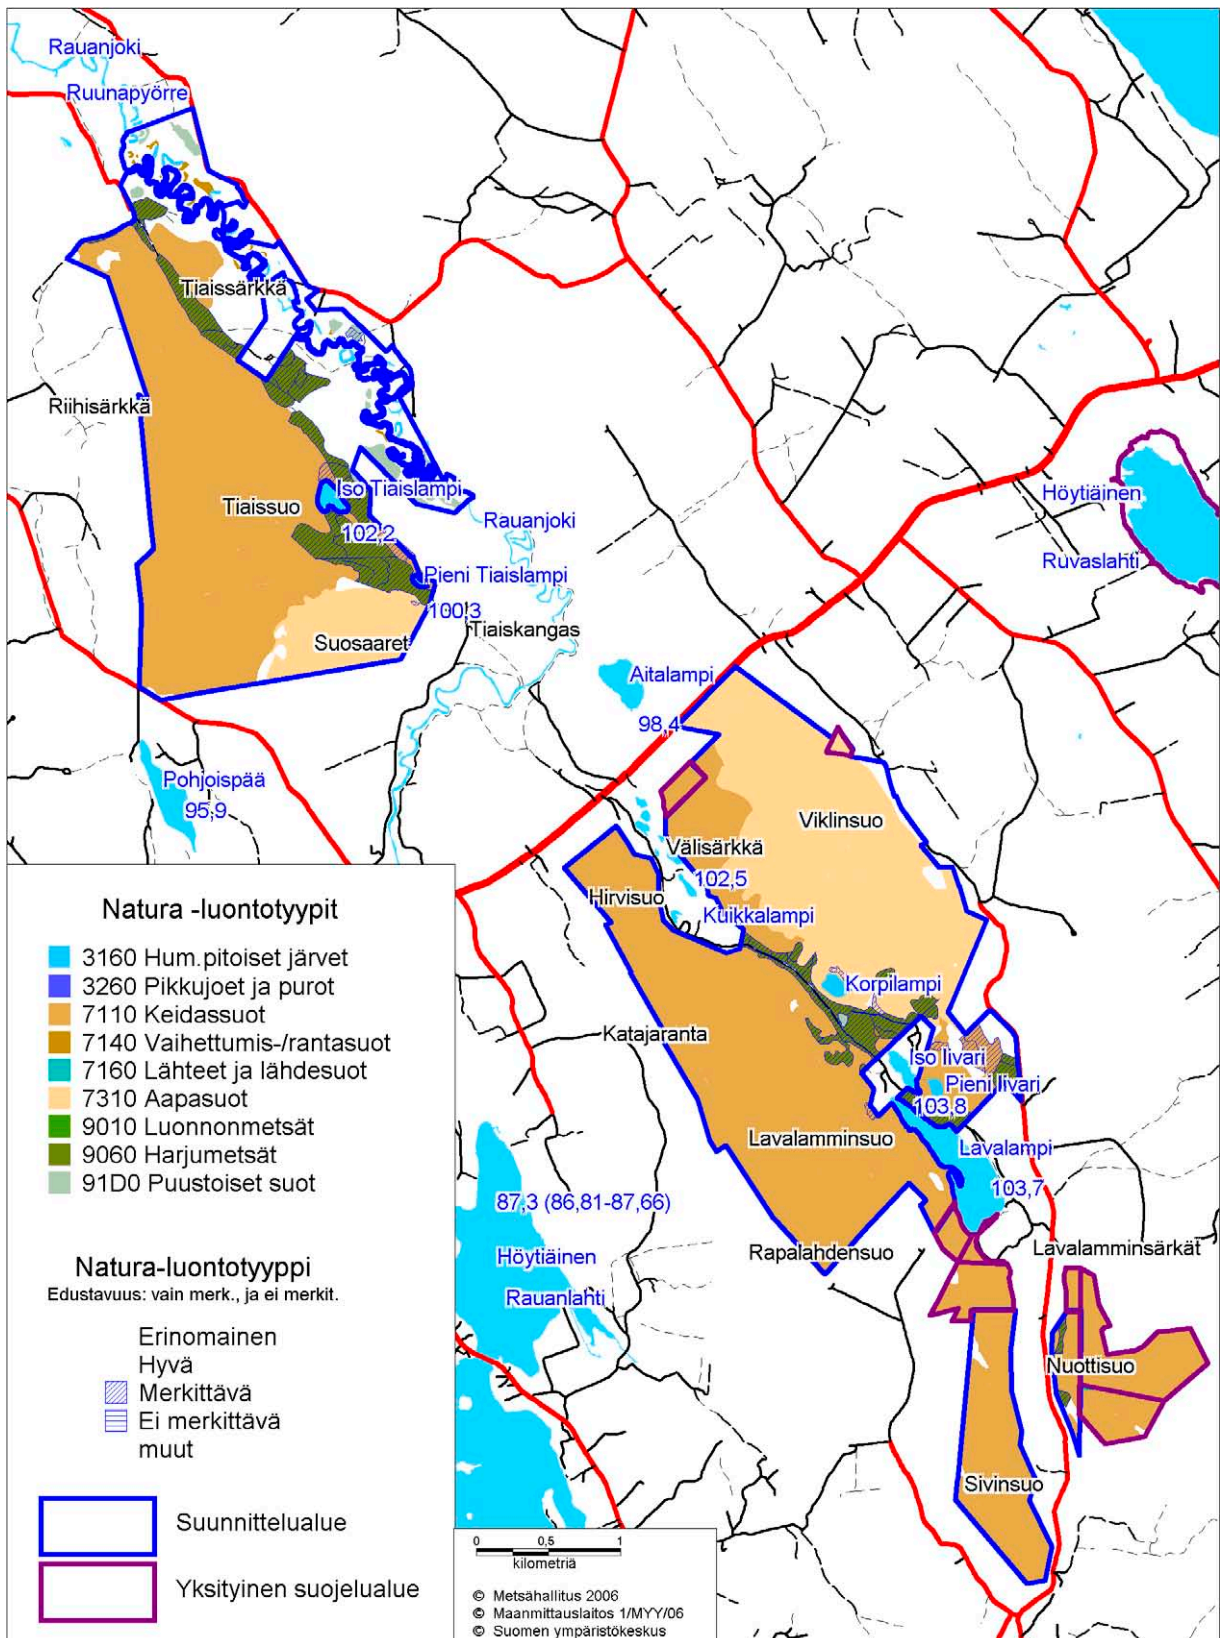 Rauanjoki
Ruunapyörre
Tiaissärkkä
Riihisärkkä
Höytiäinen
Iso Tiaislampi
Tiaissuo
Rauanjoki
102,2
Ruvaslahti
Pieni Tiaislampi
100,3
Tiaiskangas
Suosaaret
Aitalampi
98,4
Pohjoispää
95,9
Viklinsuo
Välisärkkä
102,5
Hirvisuo
Kuikkalampi
Korpilampi
Katajaranta
Iso Iivari
Pieni Iivari
103,8
Lavalamminsuo
Lavalampi
103,7
87,3 (86,81-87,66)
Höytiäinen
Rapalahdensuo
Lavalamminsärkät
Rauanlahti
Nuottisuo
Sivinsuo
Natura -luontotyypit
3160 Hum.pitoiset järvet
3260 Pikkujoet ja purot
7110 Keidassuot
7140 Vaihettumis-/rantasuot
7160 Lähteet ja lähdesuot
7310 Aapasuot
9010 Luonnonmetsät
9060 Harjumetsät
91D0 Puustoiset suot
Natura-luontotyyppi
Edustavuus: vain merk., ja ei merkit.
Erinomainen
Hyvä
Merkittävä
Ei merkittävä
muut
Suunnittelualue
Yksityinen suojelualue
0 0,5 1
kilometriä
© Metsähallitus 2006
© Maanmittauslaitos 1/MYY/06
© Suomen ympäristökeskus